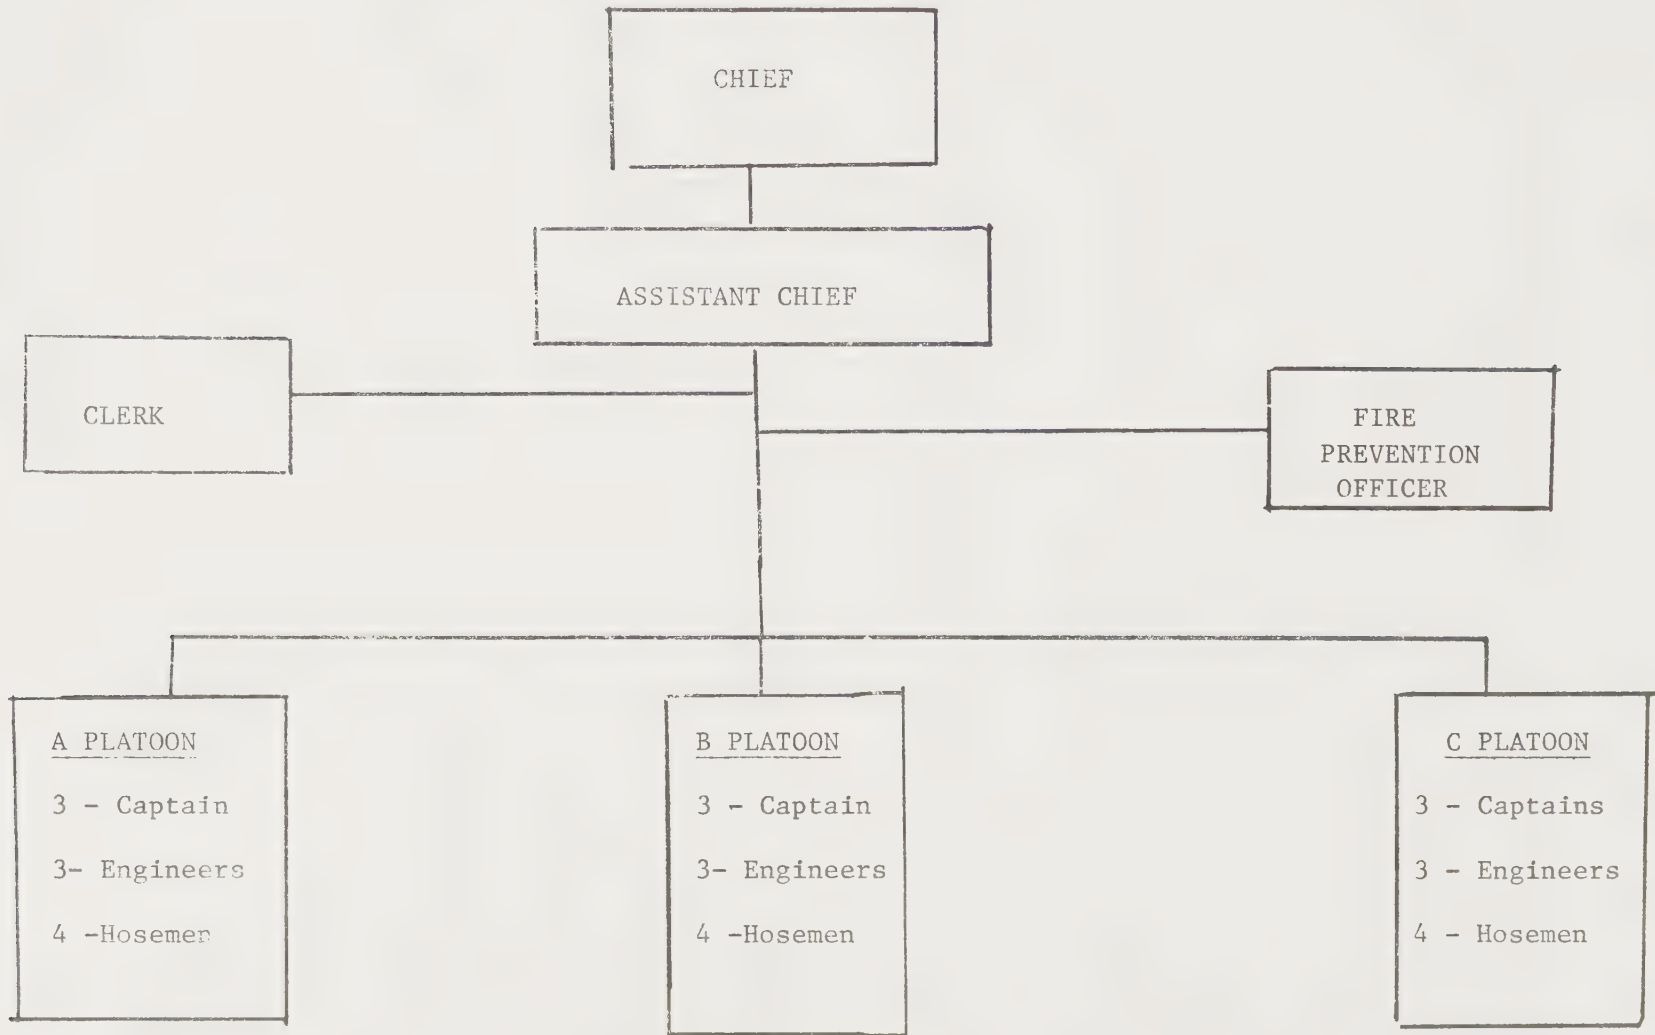 CHIEF
ASSISTANT CHIEF
CLERK
FIRE
PREVENTION
OFFICER
A PLATOON
3 - Captain
3- Engineers
4 -Hosemen
B PLATOON
3 - Captain
3- Engineers
4 -Hosemen
C PLATOON
3 - Captains
3 - Engineers
4 - Hosemen